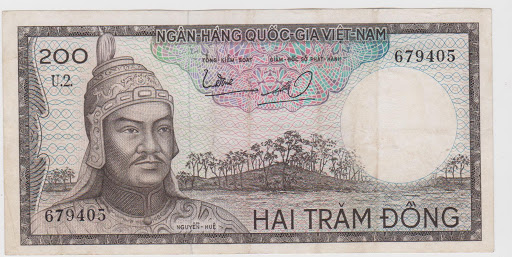 NGÂN-HÀNG QUỐC-GIA VIỆT-NAM
200
TỔNG KIỂM SOÁT
GIÁM-ĐỐC SỞ PHÁT-HÀNH
679405
U.2.
679405
NGUYỄN-HUỆ
HAI TRĂM ĐỒNG